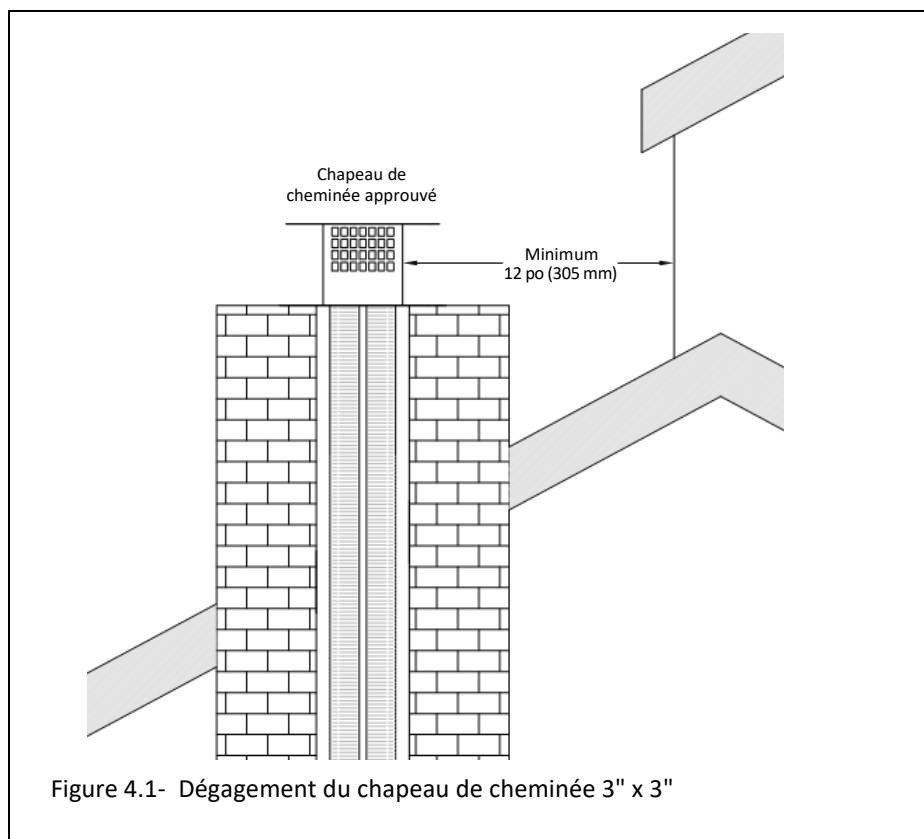 Chapeau de
cheminée approuvé
Minimum
12 po (305 mm)
Figure 4.1- Dégagement du chapeau de cheminée 3" x 3"